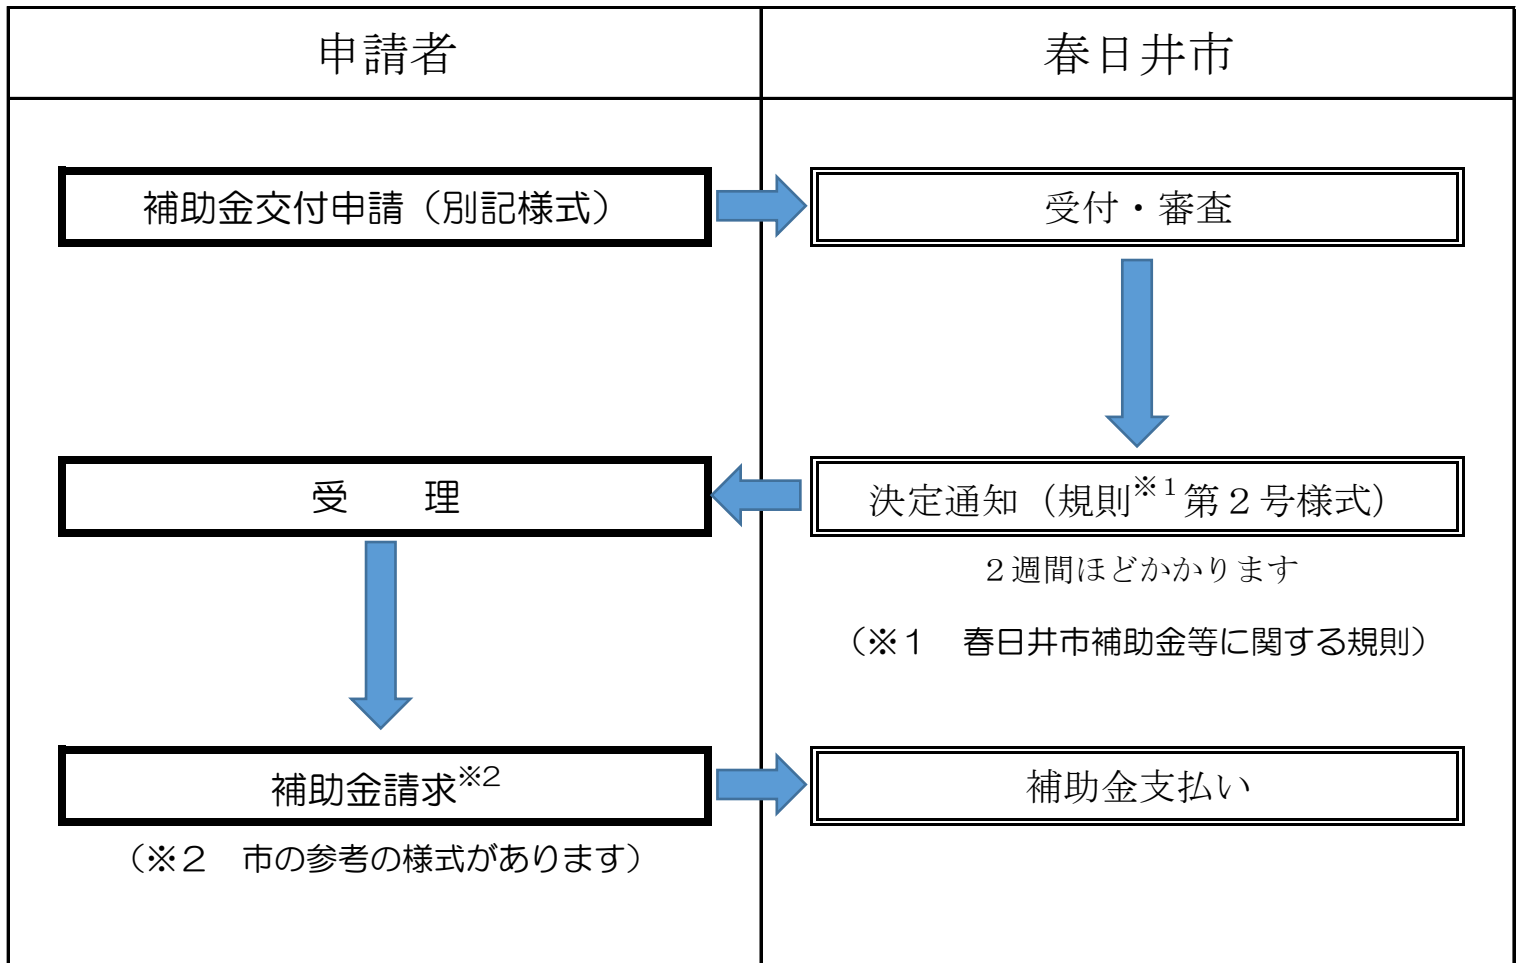 申請者
春日井市
補助金交付申請（別記様式）
受付・審査
受　　理
決定通知（規則※１第２号様式）
２週間ほどかかります
（※１　春日井市補助金等に関する規則）
補助金請求※2
補助金支払い
（※２　市の参考の様式があります）